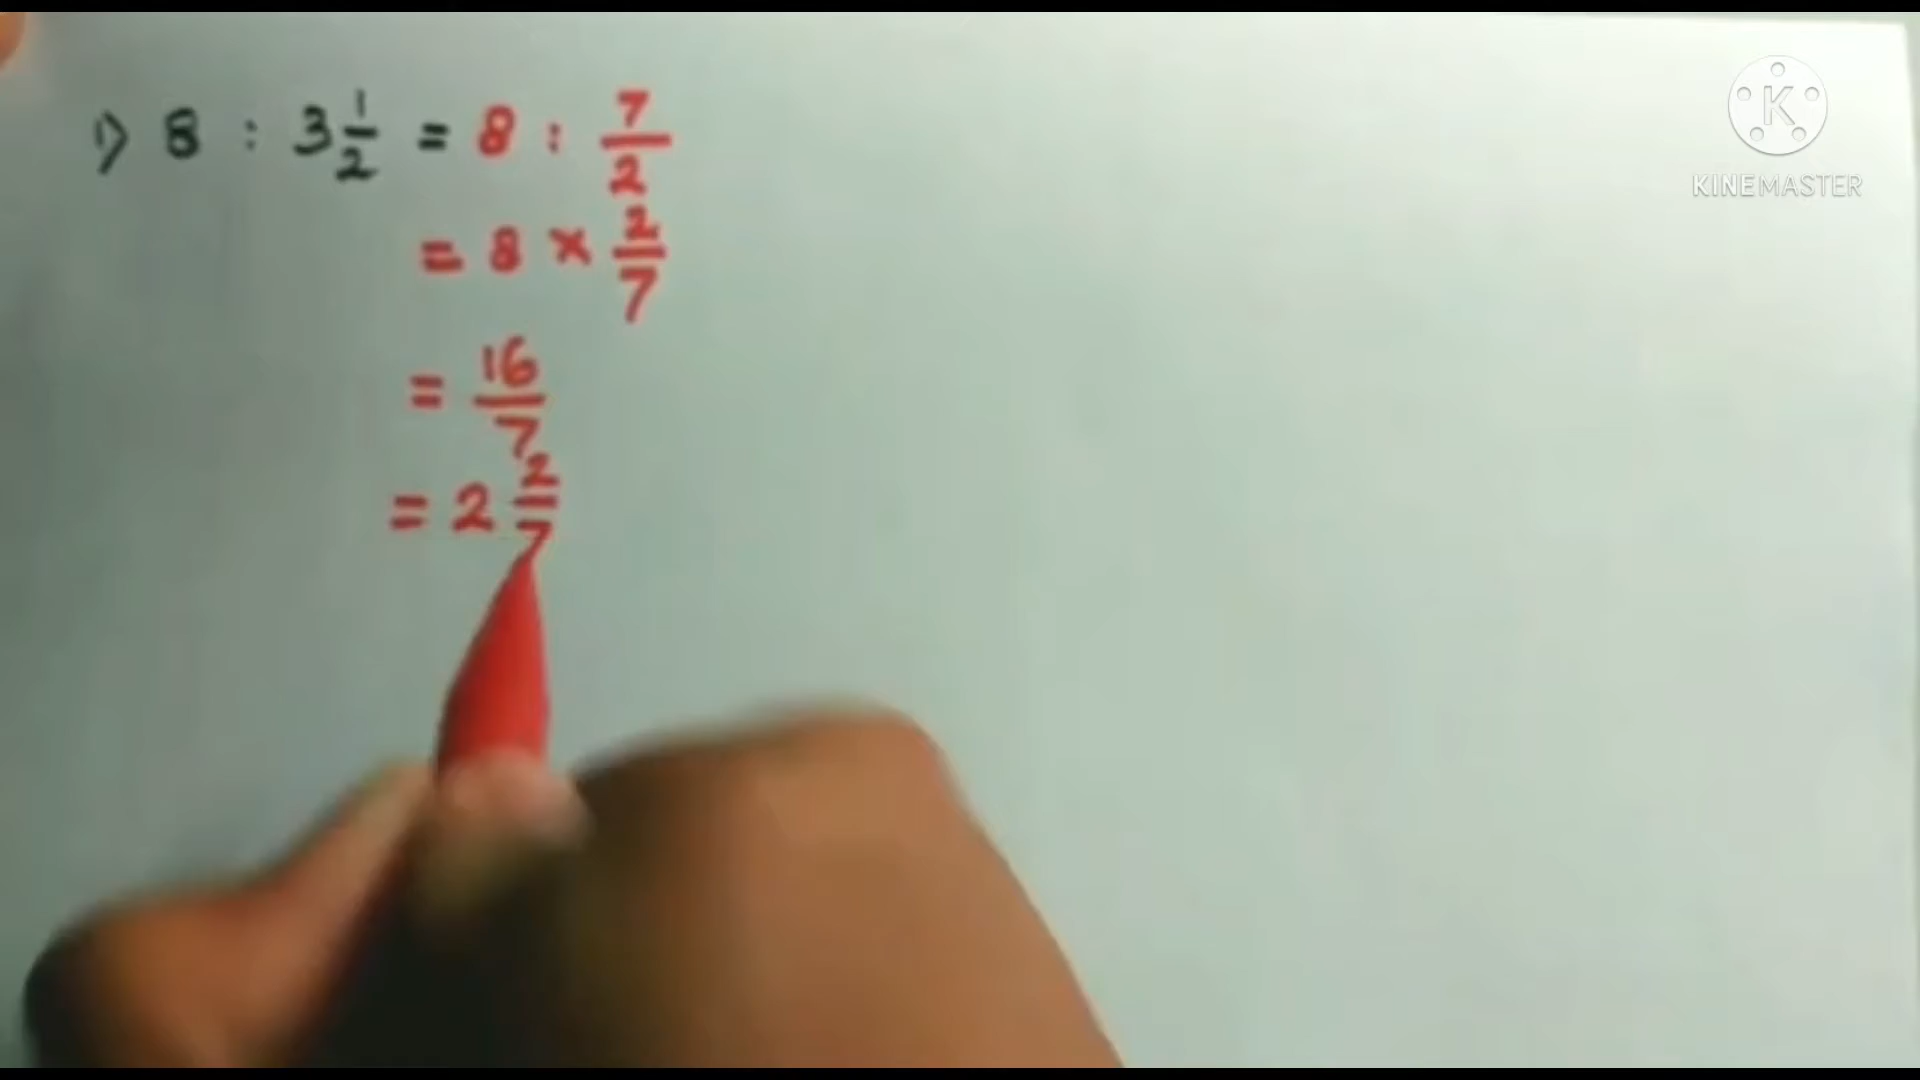 1) 8 : 3 1/2 = 8 : 7/2
= 8 × 2/7
= 16/7
= 2 2/7
K
KINEMASTER